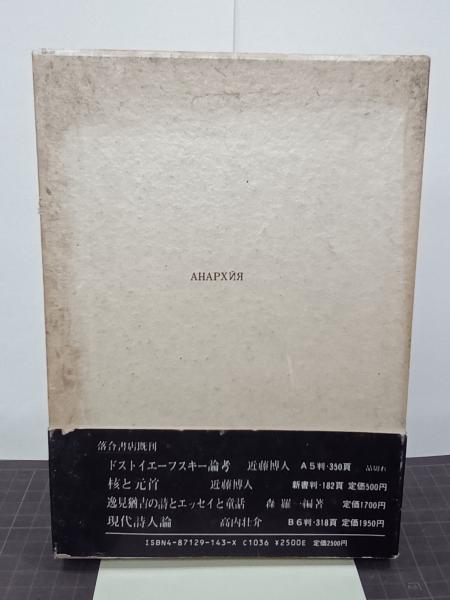 АНАРХЍЯ
落合書店既刊
ドストイエーフスキー論考 近藤博人 A5判・350頁 品切れ
核と元首 近藤博人 新書判・182頁 定価500円
逸見猶吉の詩とエッセイと童話 森羅一編著 定価1700円
現代詩人論 高内壮介 B6判・318頁 定価1950円
ISBN4-87129-143-X C1036 ¥2500E 定価2500円